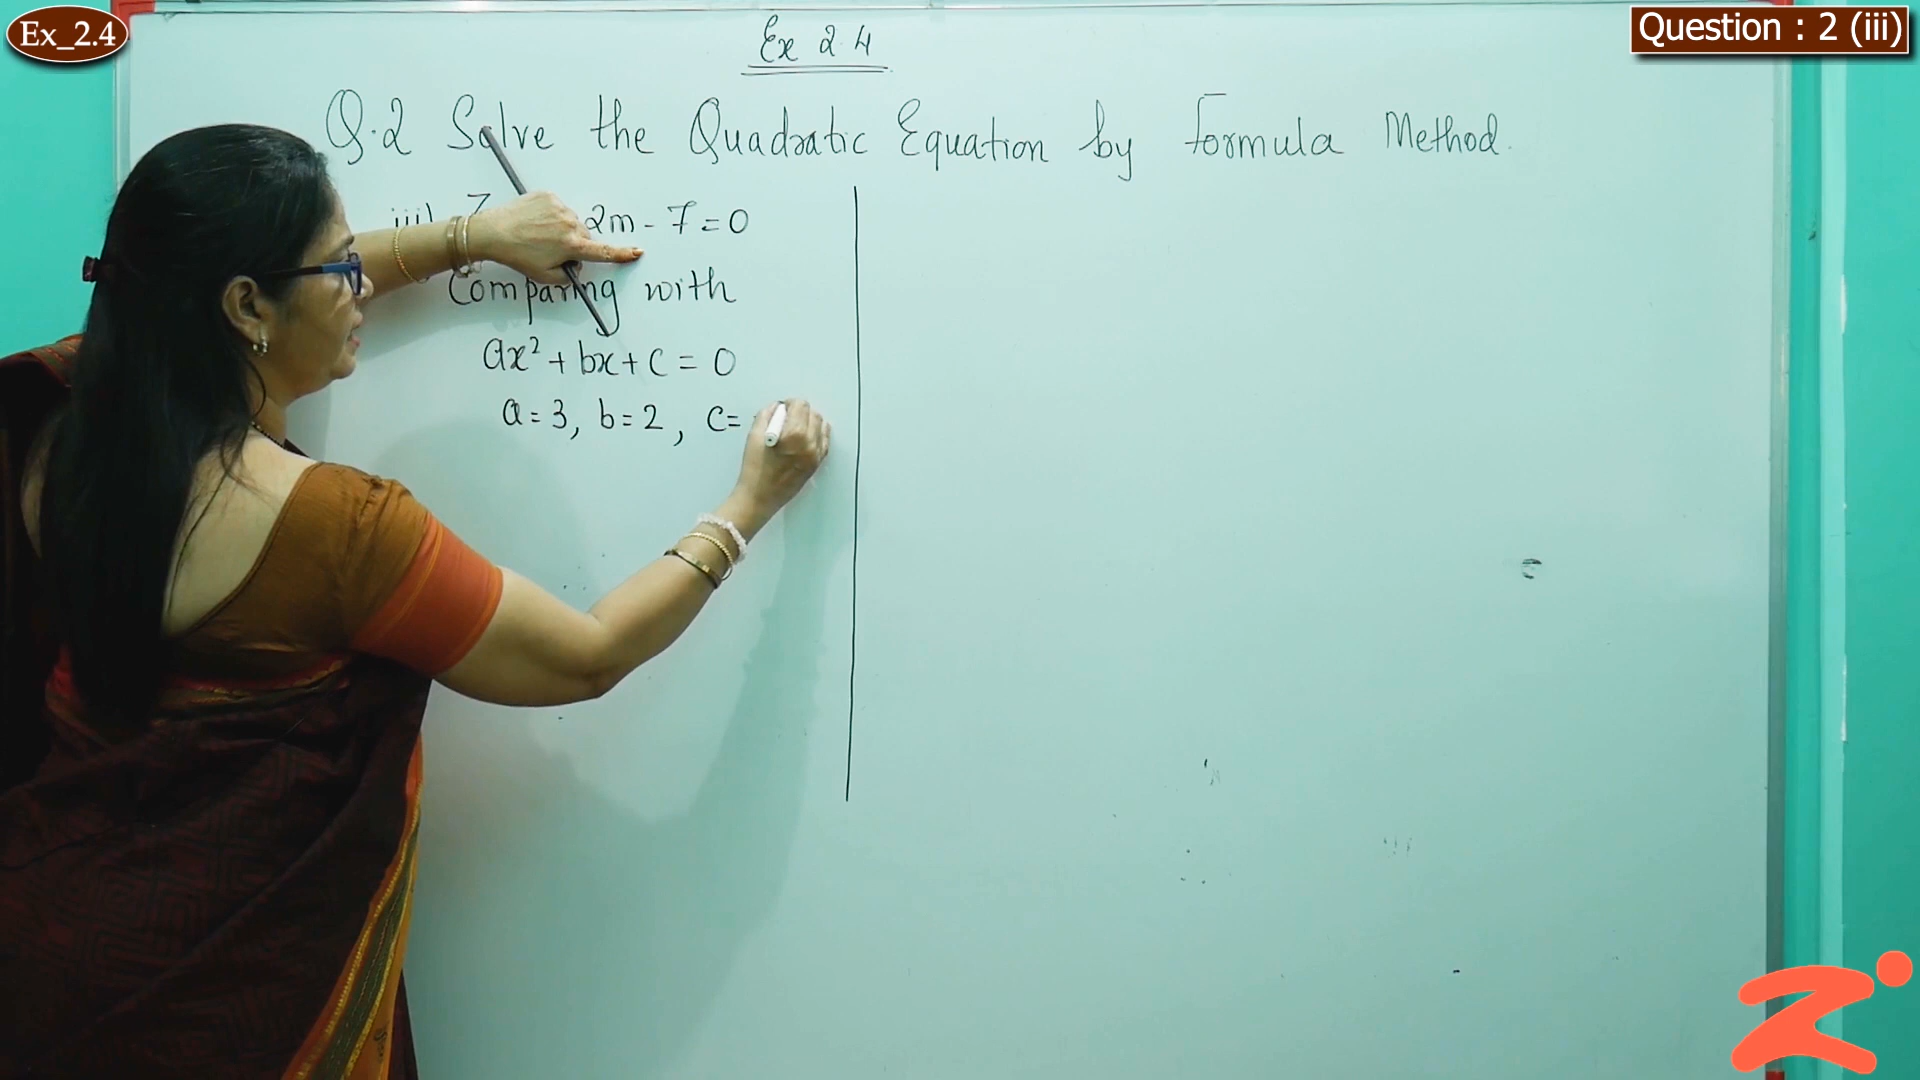 Ex_2.4
Question : 2 (iii)
Ex 2.4
Q.2 Solve the Quadratic Equation by Formula Method.
iii) 2m - 7 = 0
Comparing with
ax² + bx + c = 0
a = 3, b = 2, c =